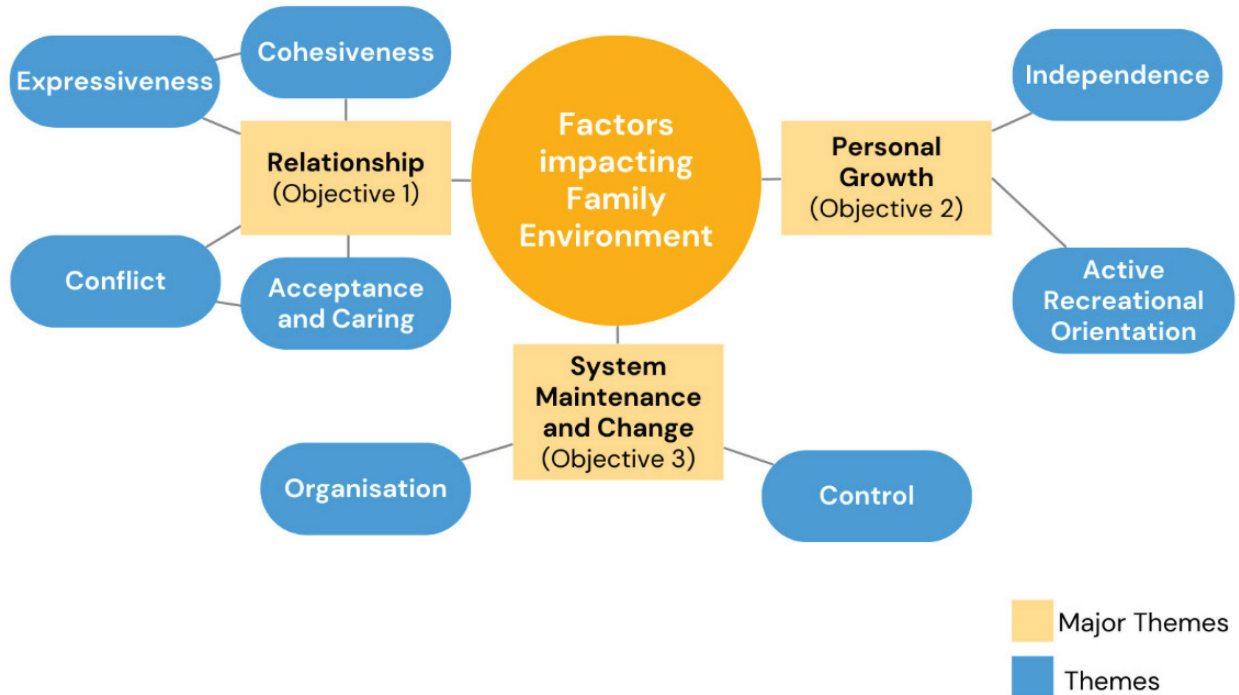 Cohesiveness
Expressiveness
Relationship
(Objective 1)
Conflict
Acceptance
and Caring
Factors
impacting
Family
Environment
Personal
Growth
(Objective 2)
Independence
Active
Recreational
Orientation
System
Maintenance
and Change
(Objective 3)
Organisation
Control
Major Themes
Themes